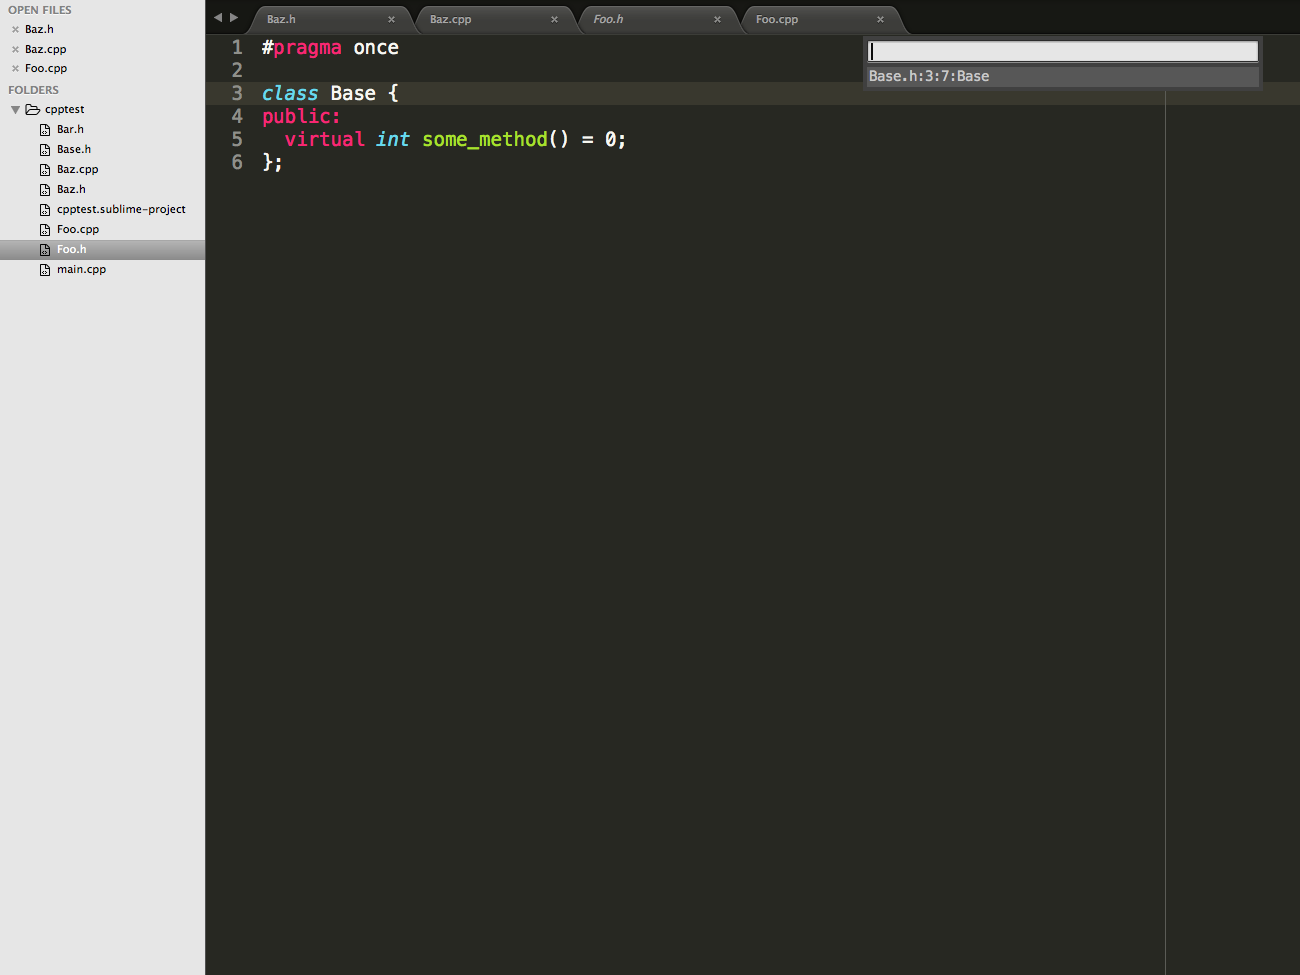 OPEN FILES
Baz.h
Baz.cpp
Foo.cpp
FOLDERS
cpptest
Bar.h
Base.h
Baz.cpp
Baz.h
cpptest.sublime-project
Foo.cpp
Foo.h
main.cpp
Baz.h
Baz.cpp
Foo.h
Foo.cpp
1 #pragma once
2
3 class Base {
4 public:
5 virtual int some_method() = 0;
6 };
Base.h:3:7:Base